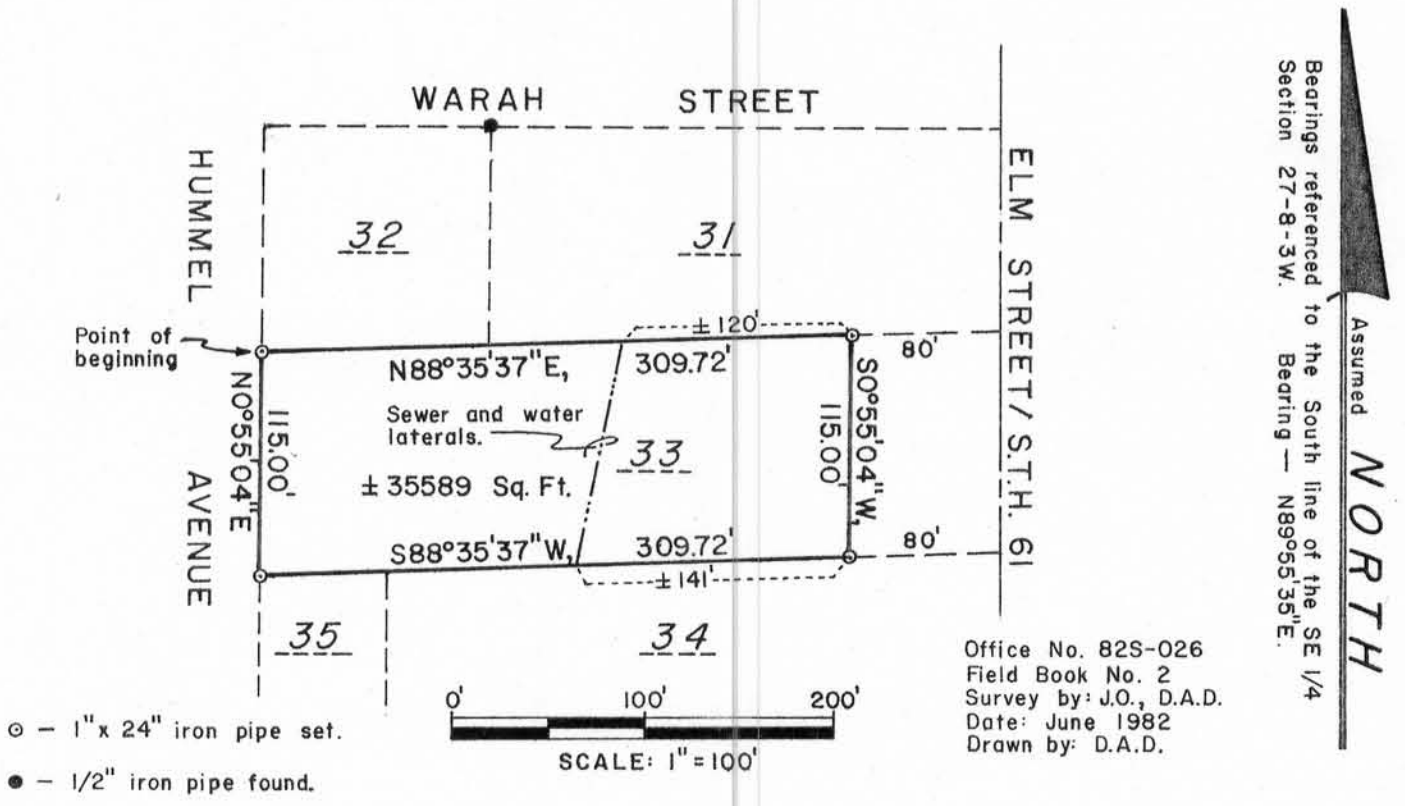 WARAH STREET
HUMMEL AVENUE
ELM STREET/ S.T.H. 61
32
31
Point of
beginning
± 120'
80'
N88°35'37"E,
309.72'
N0°55'04"E
115.00'
Sewer and water
laterals.
33
115.00'
S0°55'04"W,
± 35589 Sq. Ft.
S88°35'37"W,
309.72'
80'
± 141'
35
34
0' 100' 200'
SCALE: 1"=100'
⊙ – 1"x 24" iron pipe set.
● – 1/2" iron pipe found.
Office No. 82S-026
Field Book No. 2
Survey by: J.O., D.A.D.
Date: June 1982
Drawn by: D.A.D.
Bearings referenced to the South line of the SE 1/4
Section 27-8-3W. Bearing — N89°55'35"E.
Assumed NORTH